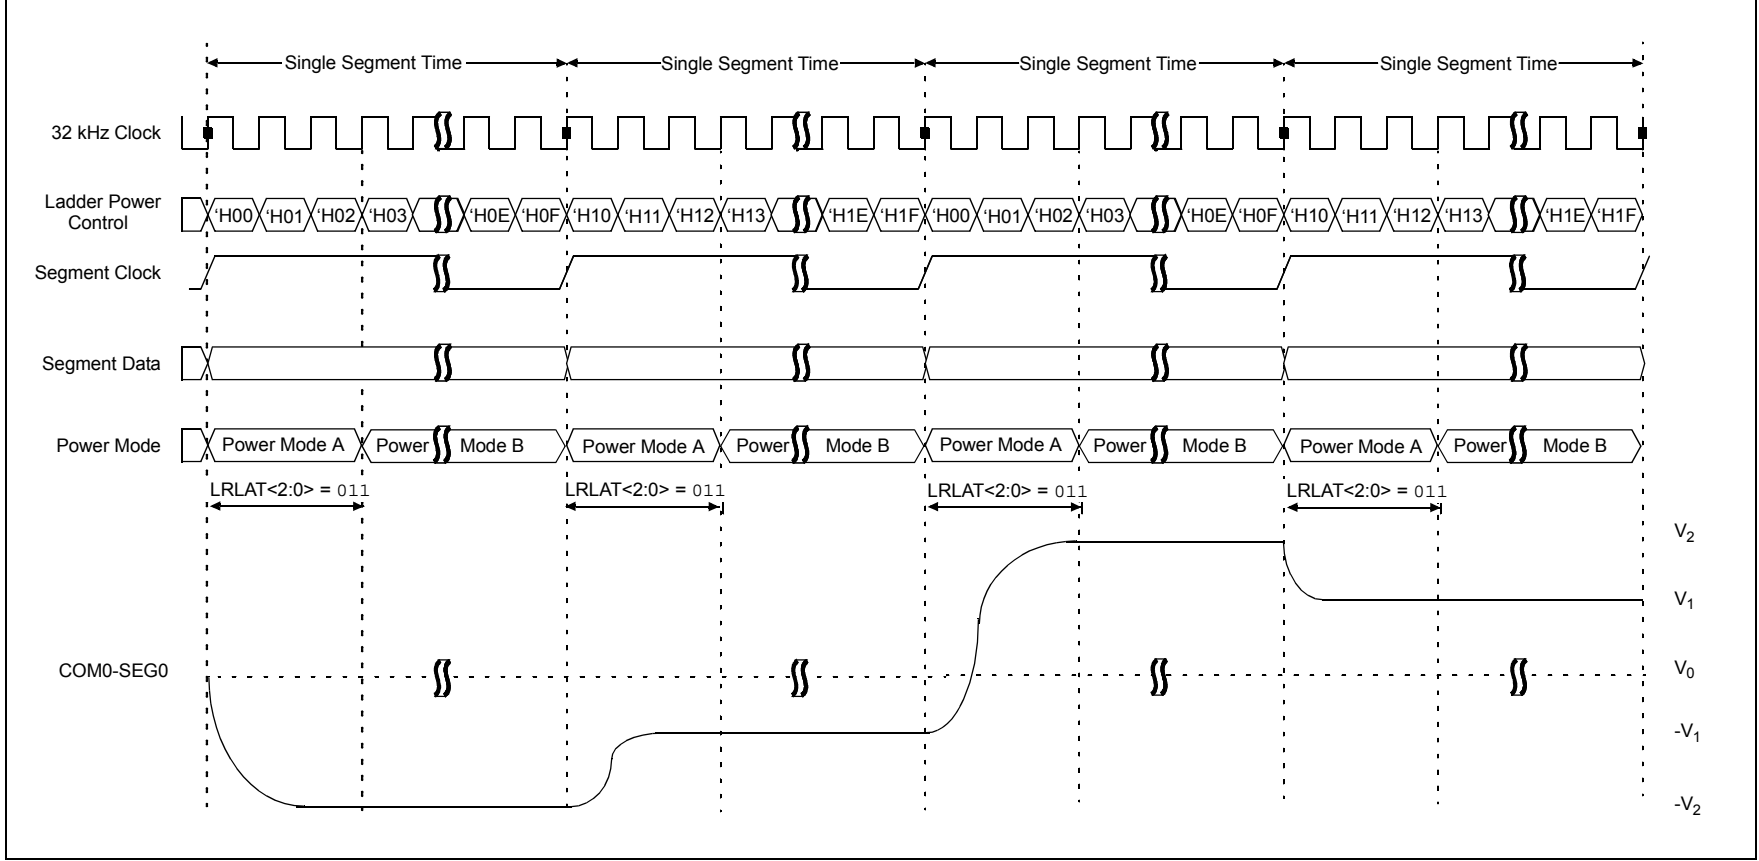 Single Segment Time Single Segment Time Single Segment Time Single Segment Time
32 kHz Clock
Ladder Power
Control
‘H00 ‘H01 ‘H02 ‘H03 ‘H0E ‘H0F ‘H10 ‘H11 ‘H12 ‘H13 ‘H1E ‘H1F ‘H00 ‘H01 ‘H02 ‘H03 ‘H0E ‘H0F ‘H10 ‘H11 ‘H12 ‘H13 ‘H1E ‘H1F
Segment Clock
Segment Data
Power Mode Power Mode A Power Mode B Power Mode A Power Mode B Power Mode A Power Mode B Power Mode A Power Mode B
LRLAT<2:0> = 011 LRLAT<2:0> = 011 LRLAT<2:0> = 011 LRLAT<2:0> = 011
V2
V1
COM0-SEG0 V0
-V1
-V2